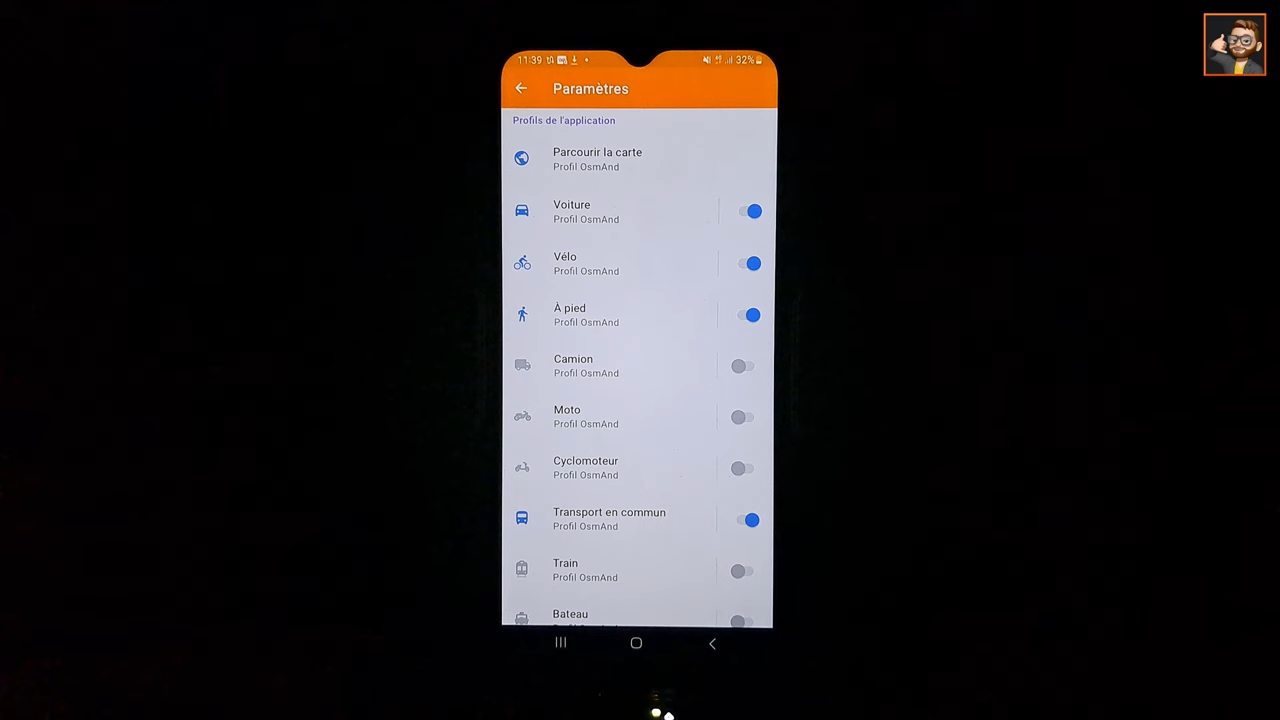 11:39
32%
Paramètres
Profils de l'application
Parcourir la carte
Profil OsmAnd
Voiture
Profil OsmAnd
Vélo
Profil OsmAnd
À pied
Profil OsmAnd
Camion
Profil OsmAnd
Moto
Profil OsmAnd
Cyclomoteur
Profil OsmAnd
Transport en commun
Profil OsmAnd
Train
Profil OsmAnd
Bateau